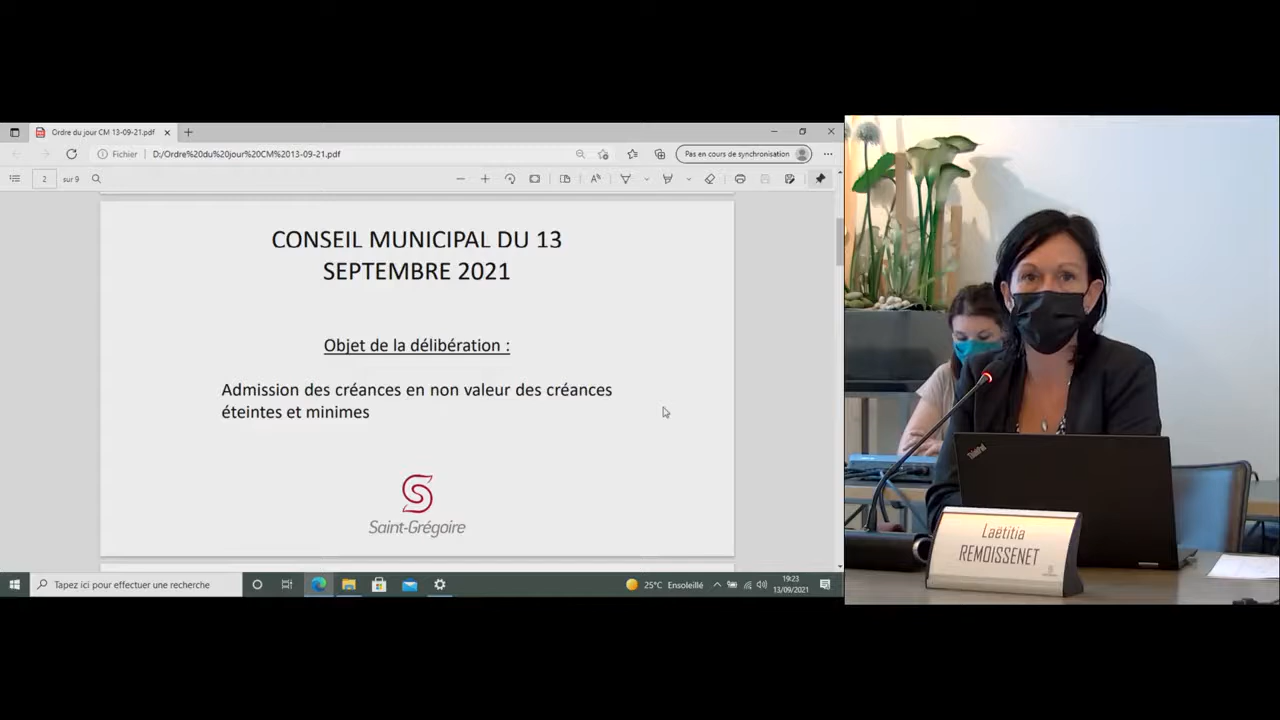 Ordre du jour CM 13-09-21.pdf
Fichier
D:/Ordre%20du%20jour%20CM%2013-09-21.pdf
Pas en cours de synchronisation
2
sur 9
CONSEIL MUNICIPAL DU 13
SEPTEMBRE 2021
Objet de la délibération :
Admission des créances en non valeur des créances
éteintes et minimes
Saint-Grégoire
Tapez ici pour effectuer une recherche
25°C Ensoleillé
19:23
13/09/2021
ThinkPad
Laëtitia
REMOISSENET